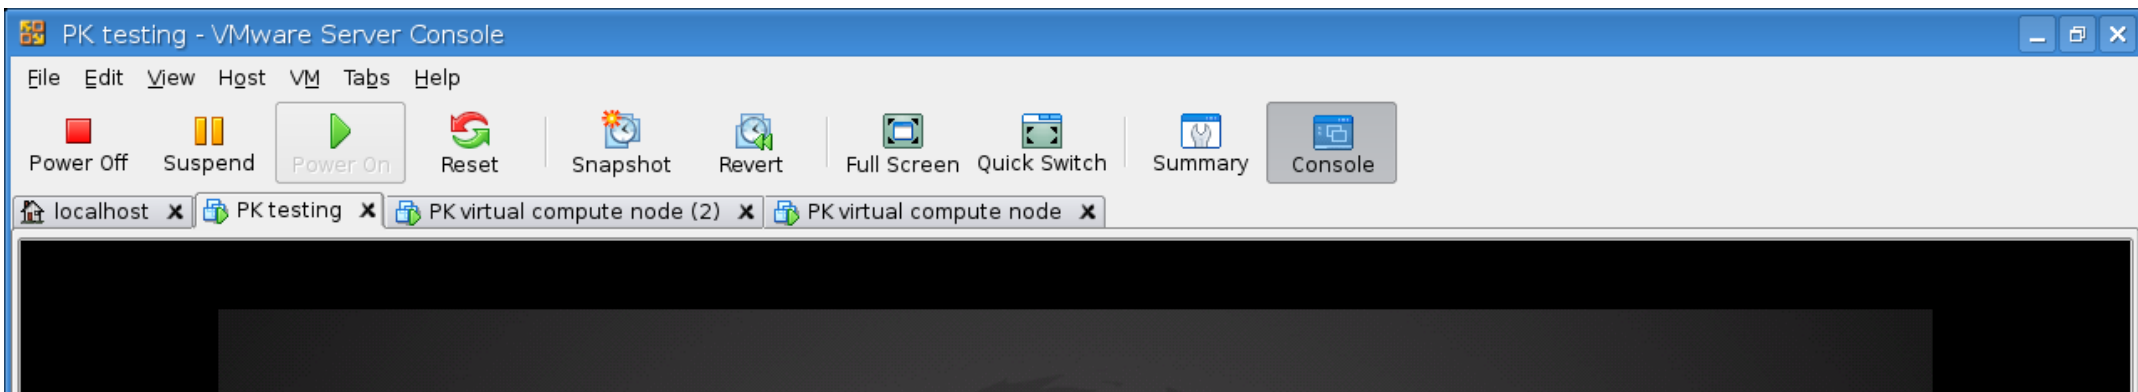 PK testing - VMware Server Console
File Edit View Host VM Tabs Help
Power Off Suspend Power On Reset Snapshot Revert Full Screen Quick Switch Summary Console
localhost PK testing PK virtual compute node (2) PK virtual compute node